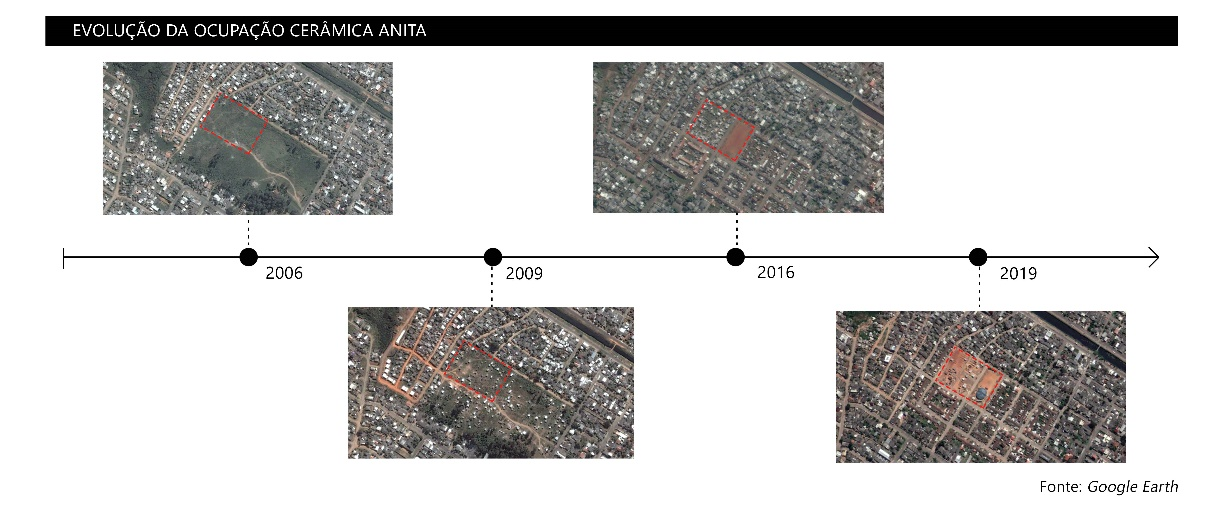 EVOLUÇÃO DA OCUPAÇÃO CERÂMICA ANITA
2006
2009
2016
2019
Fonte: Google Earth